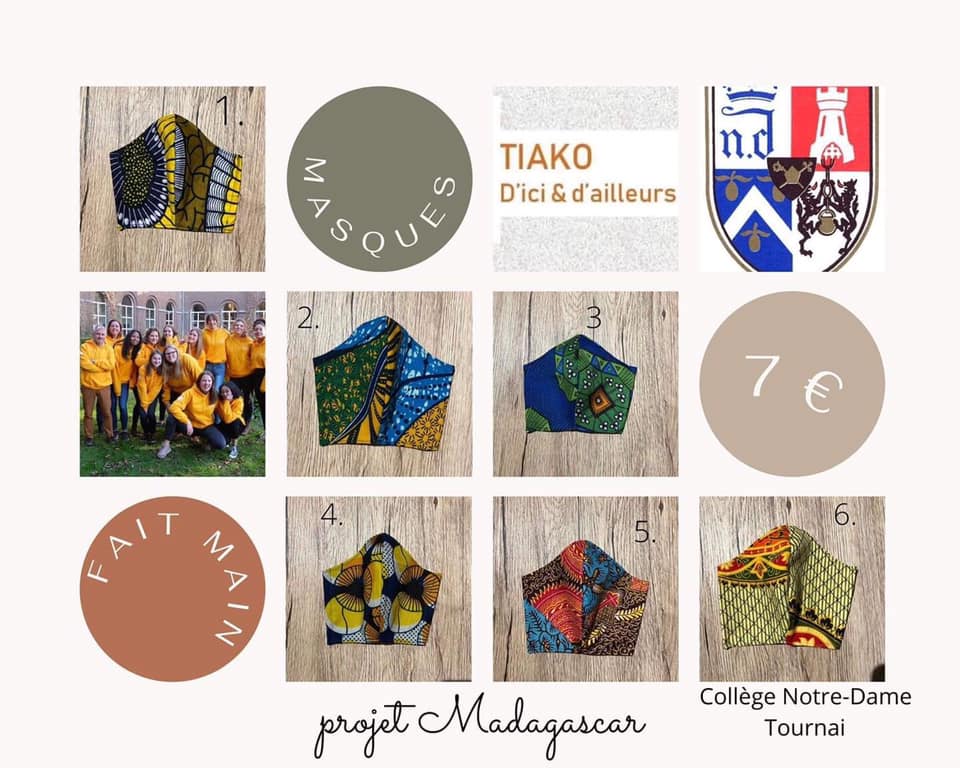 1.
MASQUES
TIAKO
D'ici & d'ailleurs
n.d
2.
3
7 €
FAIT MAIN
4.
5.
6.
projet Madagascar
Collège Notre-Dame
Tournai